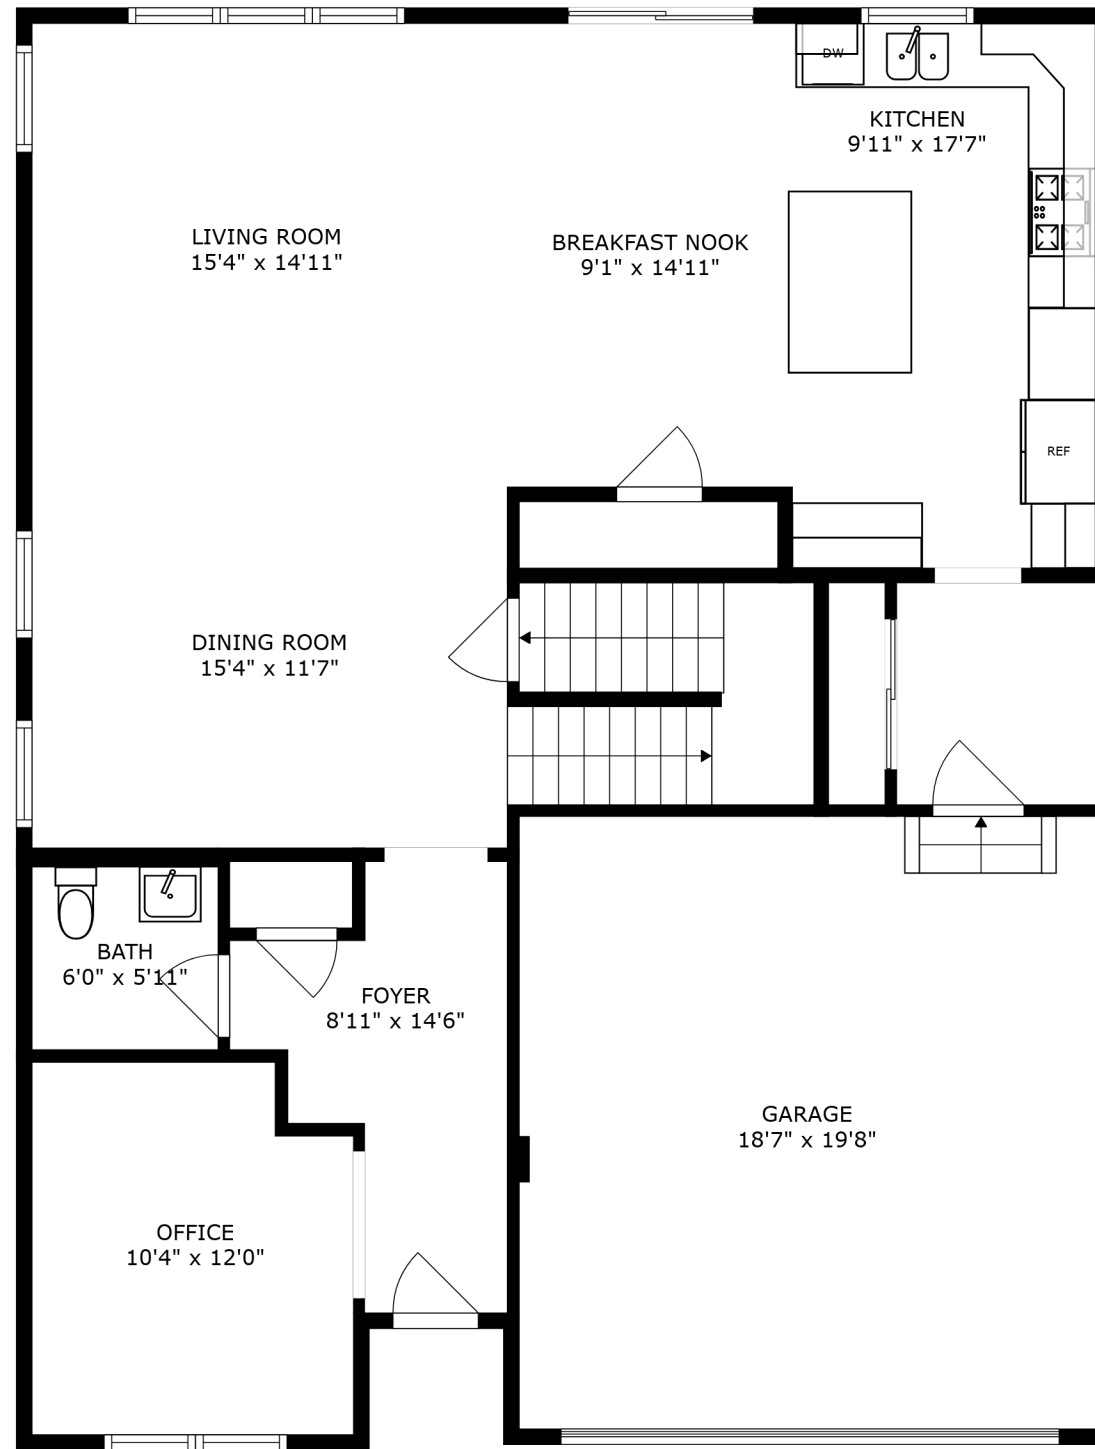 DW
KITCHEN
9'11" x 17'7"
LIVING ROOM
15'4" x 14'11"
BREAKFAST NOOK
9'1" x 14'11"
REF
DINING ROOM
15'4" x 11'7"
BATH
6'0" x 5'11"
FOYER
8'11" x 14'6"
GARAGE
18'7" x 19'8"
OFFICE
10'4" x 12'0"